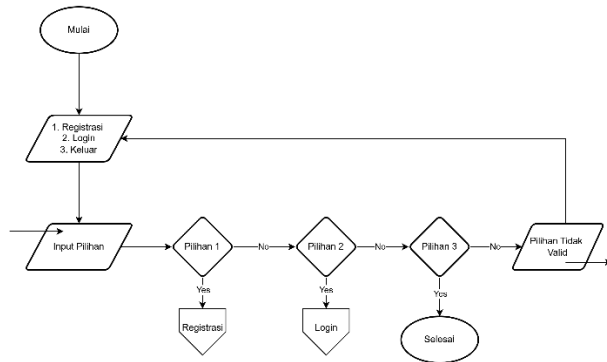 Mulai
1. Registrasi
2. Login
3. Keluar
Input Pilihan
Pilihan 1
No
Pilihan 2
No
Pilihan 3
No
Pilihan Tidak
Valid
Yes
Yes
Yes
Registrasi
Login
Selesai